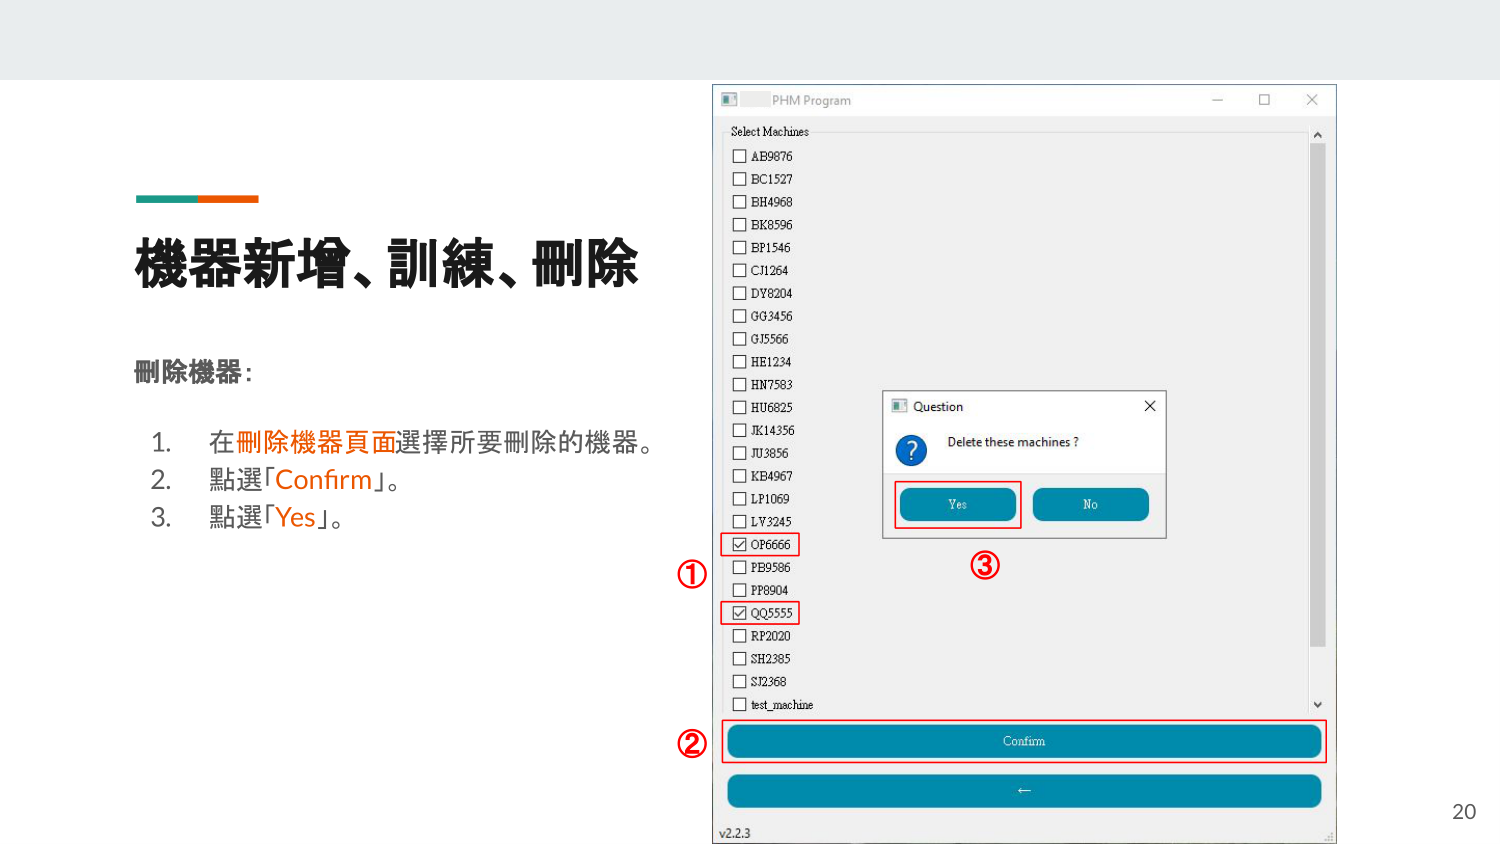 機器新增、訓練、刪除
刪除機器：
1. 在刪除機器頁面選擇所要刪除的機器。
2. 點選「Confirm」。
3. 點選「Yes」。
PHM Program
Select Machines
AB9876
BC1527
BH4968
BK8596
BP1546
CJ1264
DY8204
GG3456
GJ5566
HE1234
HN7583
HU6825
JK14356
JU3856
KB4967
LP1069
LV3245
OP6666
PB9586
PP8904
QQ5555
RP2020
SH2385
SJ2368
test_machine
Question
Delete these machines ?
Yes No
①
③
②
Confirm
←
v2.2.3
20